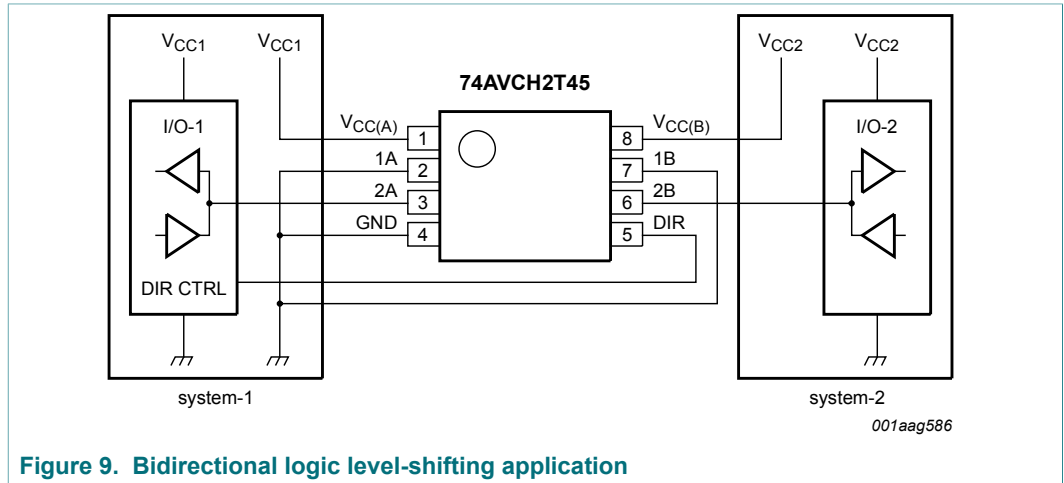 VCC1
VCC1
VCC2
VCC2
74AVCH2T45
I/O-1
I/O-2
VCC(A)
1
8
VCC(B)
1A
2
7
1B
2A
3
6
2B
GND
4
5
DIR
DIR CTRL
system-1
system-2
001aag586
Figure 9. Bidirectional logic level-shifting application